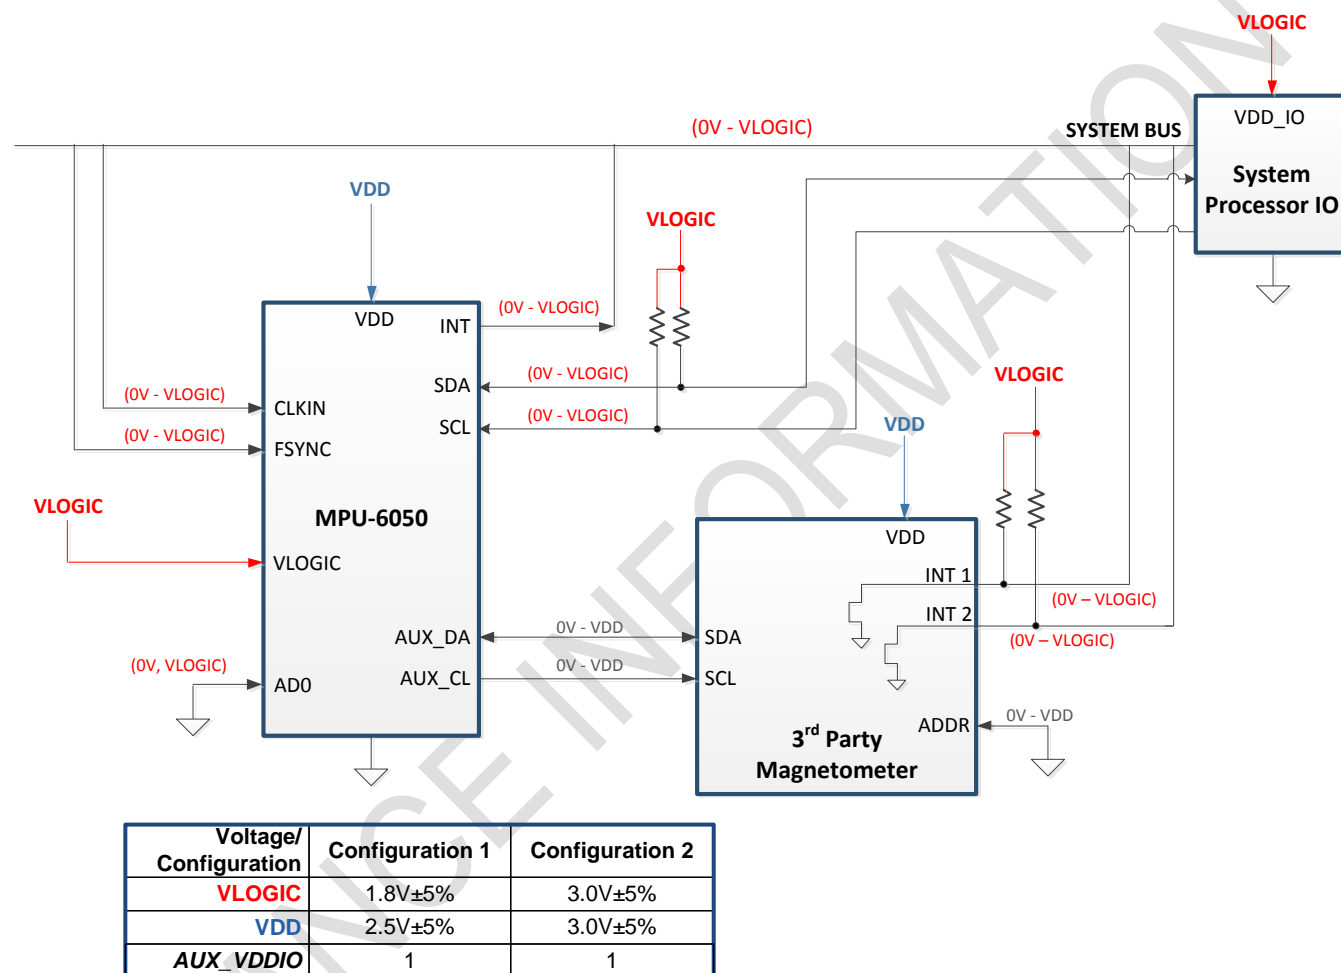 VLOGIC
VDD_IO
(0V - VLOGIC)
SYSTEM BUS
System
Processor IO
VDD
VLOGIC
VDD
INT
(0V - VLOGIC)
SDA
(0V - VLOGIC)
(0V - VLOGIC)
CLKIN
SCL
(0V - VLOGIC)
(0V - VLOGIC)
FSYNC
VLOGIC
VDD
VLOGIC
MPU-6050
VDD
VLOGIC
INT 1
(0V – VLOGIC)
INT 2
(0V – VLOGIC)
AUX_DA
0V - VDD
SDA
(0V, VLOGIC)
AD0
AUX_CL
0V - VDD
SCL
ADDR
0V - VDD
3rd Party
Magnetometer
Voltage/
Configuration
Configuration 1
Configuration 2
VLOGIC
1.8V±5%
3.0V±5%
VDD
2.5V±5%
3.0V±5%
AUX_VDDIO
1
1
ANCE INFORMATION